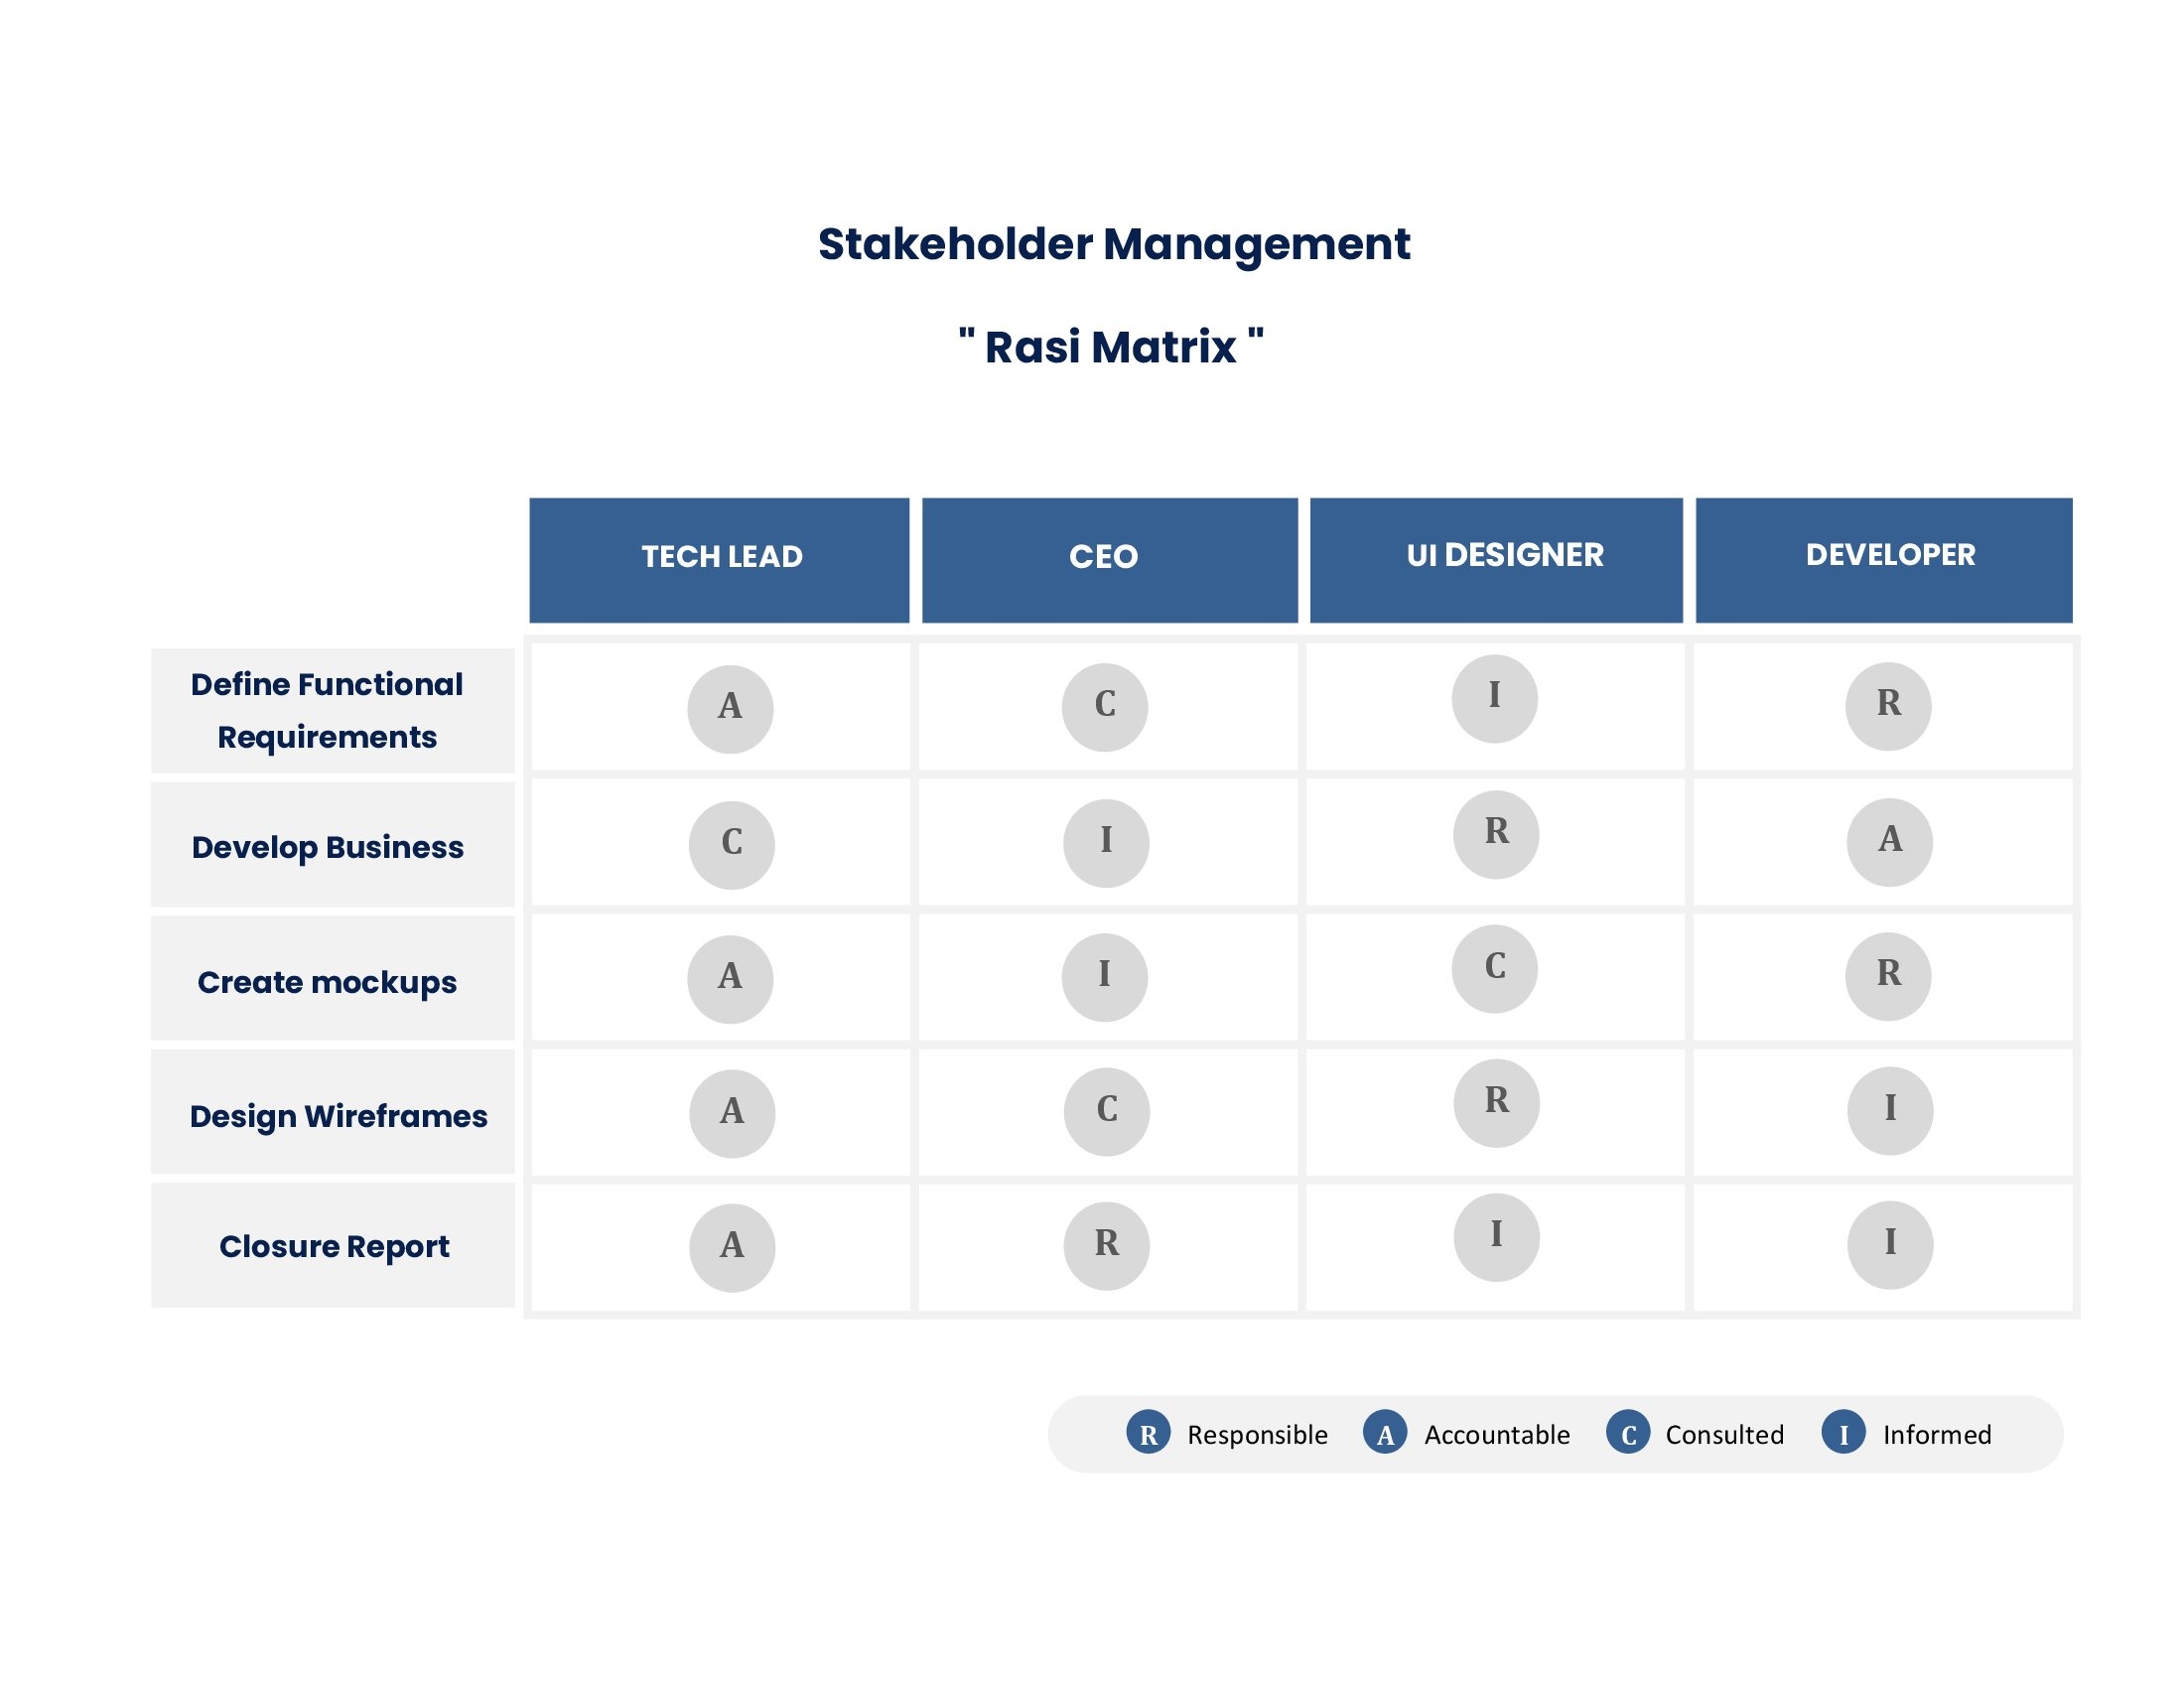 Stakeholder Management
" Rasi Matrix "
TECH LEAD CEO UI DESIGNER DEVELOPER
Define Functional
Requirements
A C I R
Develop Business C I R A
Create mockups A I C R
Design Wireframes A C R I
Closure Report A R I I
R Responsible A Accountable C Consulted I Informed